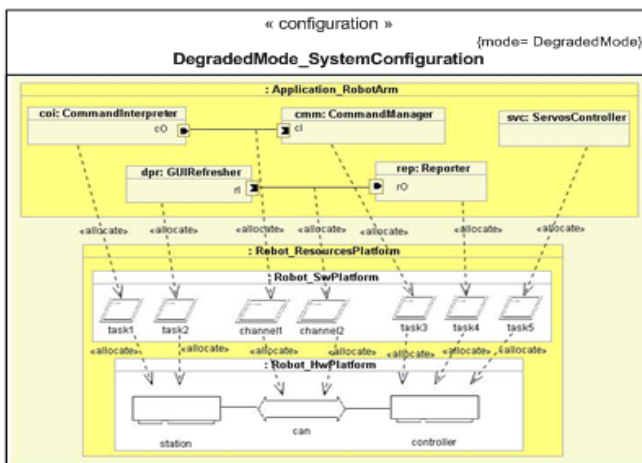 « configuration »
{mode= DegradedMode}
DegradedMode_SystemConfiguration
: Application_RobotArm
coi: CommandInterpreter
cO
cmm: CommandManager
cI
svc: ServosController
dpr: GUIRefresher
rI
rep: Reporter
rO
«allocate» «allocate» «allocate» «allocate» «allocate» «allocate» «allocate»
: Robot_ResourcesPlatform
: Robot_SwPlatform
task1 task2 channel1 channel2 task3 task4 task5
«allocate» «allocate» «allocate» «allocate» «allocate» «allocate» «allocate»
: Robot_HwPlatform
station can controller